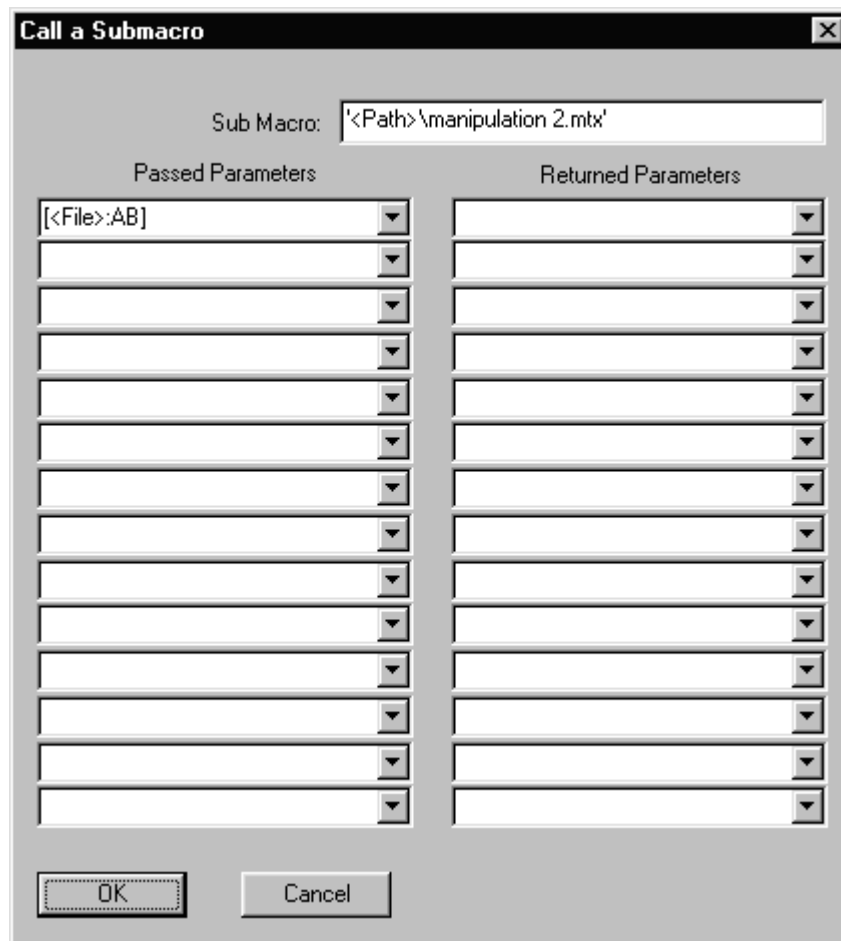 Call a Submacro
Sub Macro: '<Path>\manipulation 2.mtx'
Passed Parameters Returned Parameters
[<File>:AB]
OK Cancel